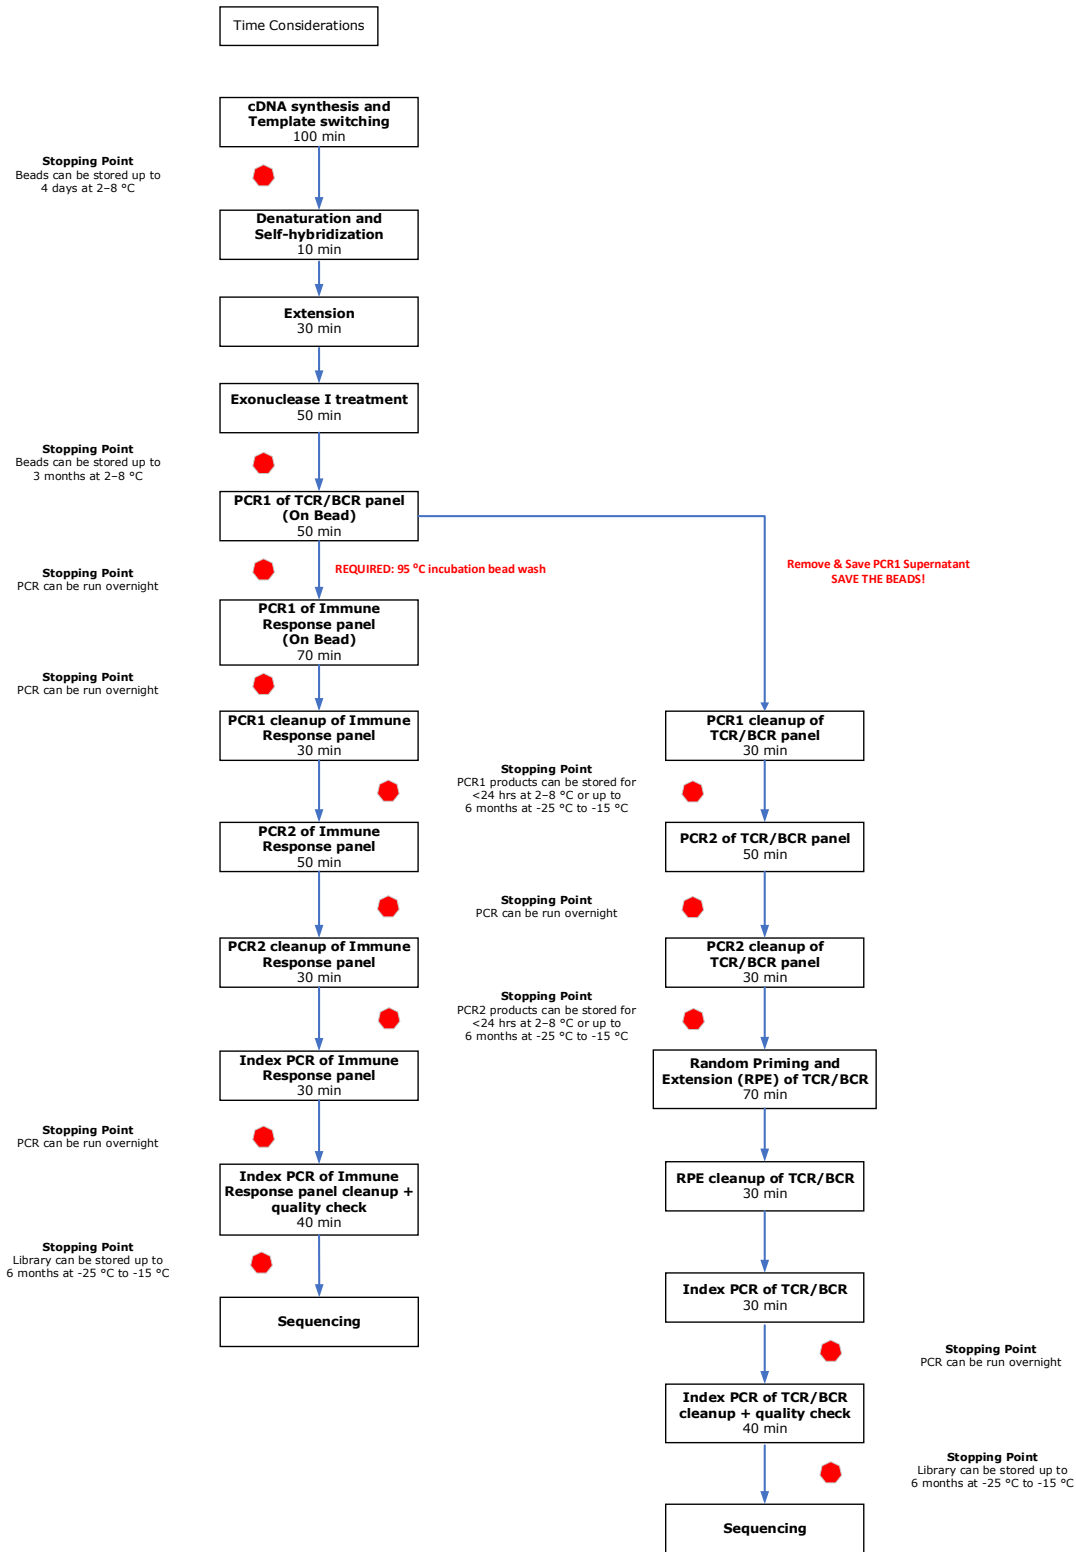 Time Considerations
cDNA synthesis and
Template switching
100 min
Stopping Point
Beads can be stored up to
4 days at 2–8 °C
Denaturation and
Self-hybridization
10 min
Extension
30 min
Exonuclease I treatment
50 min
Stopping Point
Beads can be stored up to
3 months at 2–8 °C
PCR1 of TCR/BCR panel
(On Bead)
50 min
Stopping Point
PCR can be run overnight
REQUIRED: 95 °C incubation bead wash
Remove & Save PCR1 Supernatant
SAVE THE BEADS!
PCR1 of Immune
Response panel
(On Bead)
70 min
Stopping Point
PCR can be run overnight
PCR1 cleanup of Immune
Response panel
30 min
PCR1 cleanup of
TCR/BCR panel
30 min
Stopping Point
PCR1 products can be stored for
<24 hrs at 2–8 °C or up to
6 months at -25 °C to -15 °C
PCR2 of Immune
Response panel
50 min
PCR2 of TCR/BCR panel
50 min
Stopping Point
PCR can be run overnight
PCR2 cleanup of Immune
Response panel
30 min
PCR2 cleanup of
TCR/BCR panel
30 min
Stopping Point
PCR2 products can be stored for
<24 hrs at 2–8 °C or up to
6 months at -25 °C to -15 °C
Index PCR of Immune
Response panel
30 min
Random Priming and
Extension (RPE) of TCR/BCR
70 min
Stopping Point
PCR can be run overnight
Index PCR of Immune
Response panel cleanup +
quality check
40 min
RPE cleanup of TCR/BCR
30 min
Stopping Point
Library can be stored up to
6 months at -25 °C to -15 °C
Sequencing
Index PCR of TCR/BCR
30 min
Stopping Point
PCR can be run overnight
Index PCR of TCR/BCR
cleanup + quality check
40 min
Stopping Point
Library can be stored up to
6 months at -25 °C to -15 °C
Sequencing